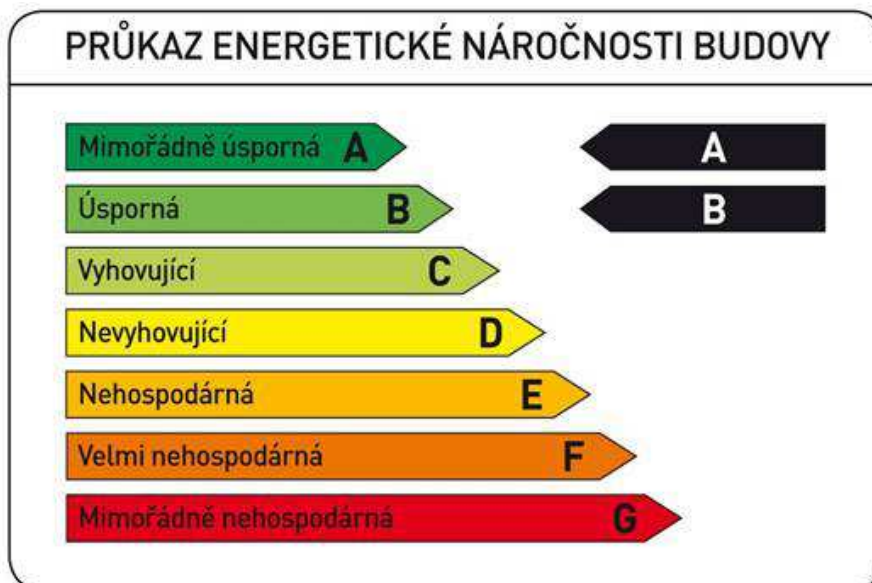 PRŮKAZ ENERGETICKÉ NÁROČNOSTI BUDOVY
Mimořádně úsporná A A
Úsporná B B
Vyhovující C
Nevyhovující D
Nehospodárná E
Velmi nehospodárná F
Mimořádně nehospodárná G